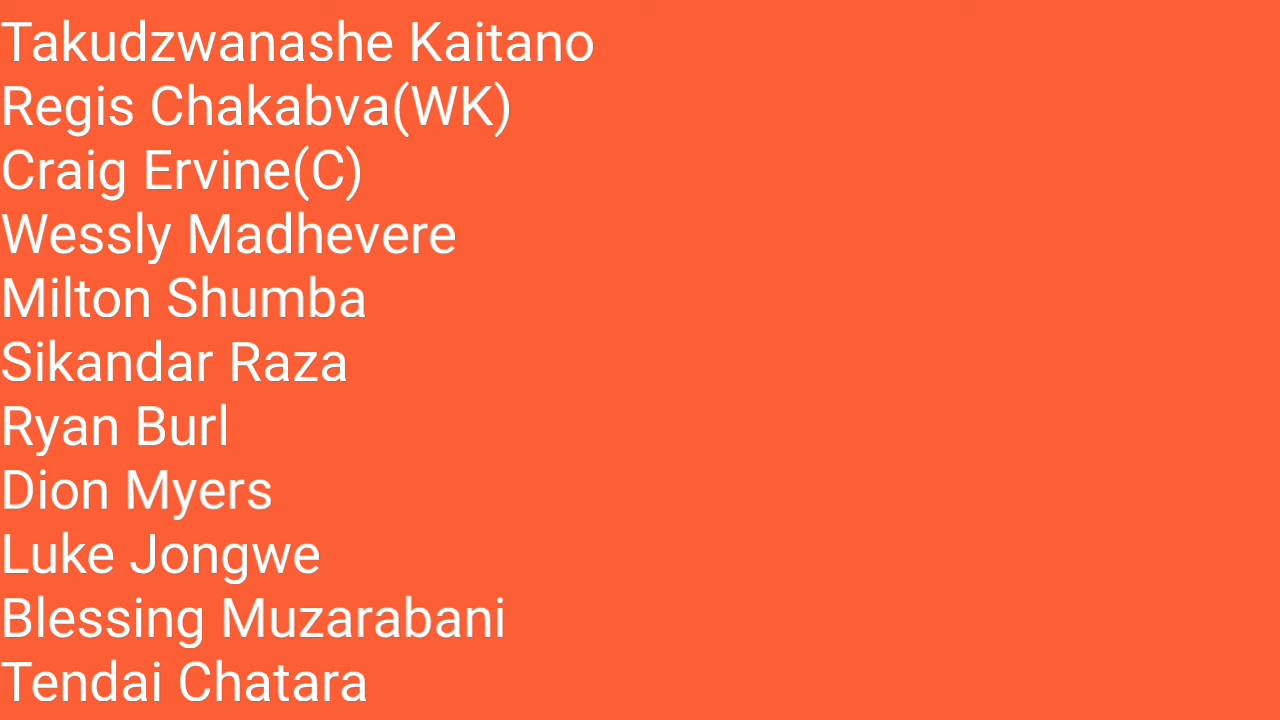 Takudzwanashe Kaitano
Regis Chakabva(WK)
Craig Ervine(C)
Wessly Madhevere
Milton Shumba
Sikandar Raza
Ryan Burl
Dion Myers
Luke Jongwe
Blessing Muzarabani
Tendai Chatara